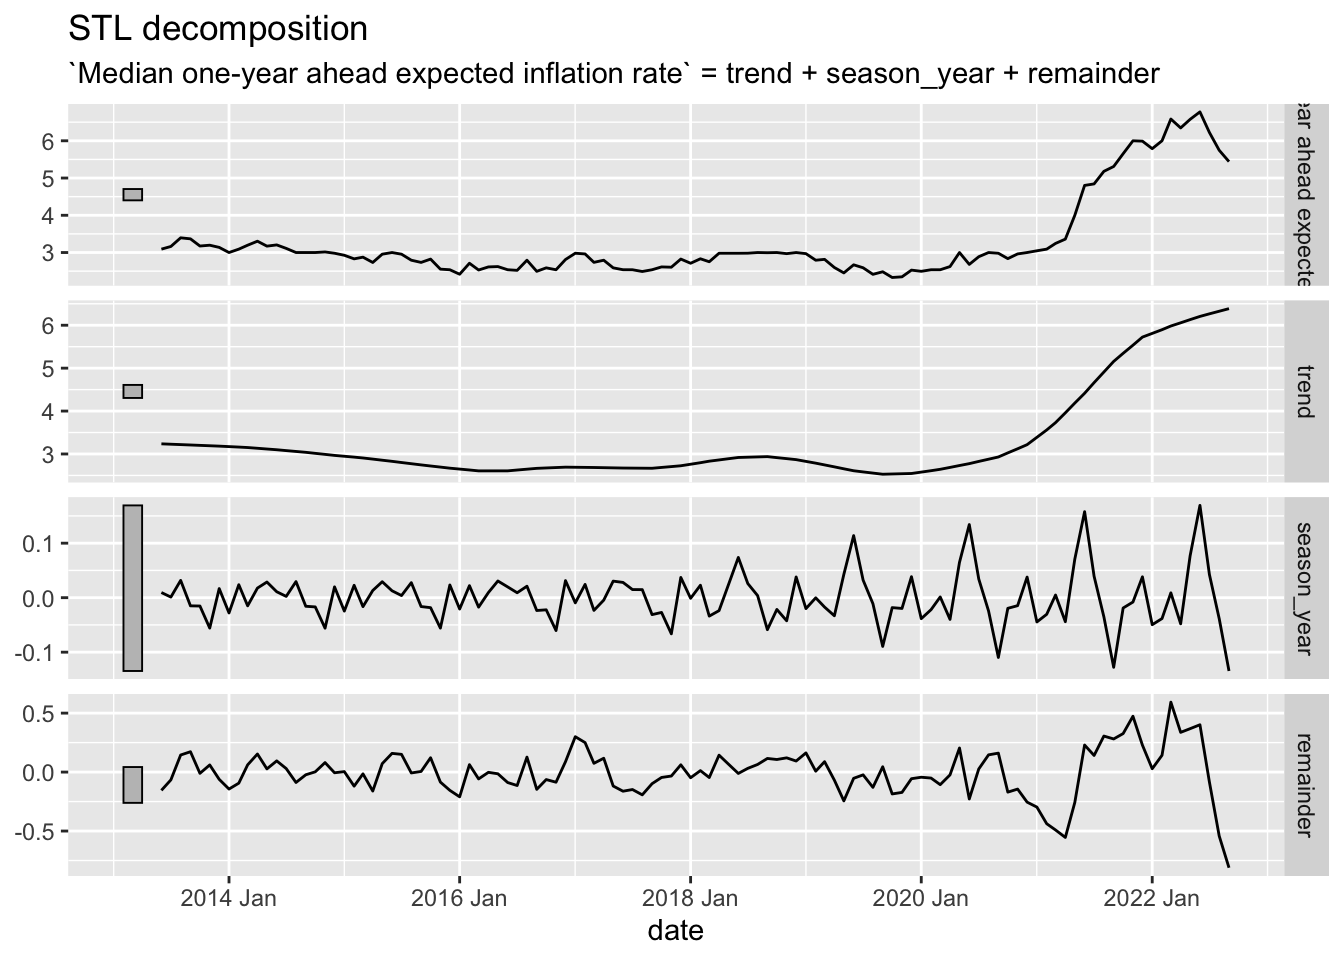 STL decomposition
`Median one-year ahead expected inflation rate` = trend + season_year + remainder
6
5
4
3
ahead
6
5
4
3
trend
0.1
0.0
-0.1
season_year
0.5
0.0
-0.5
remainder
2014 Jan
2016 Jan
2018 Jan
2020 Jan
2022 Jan
date